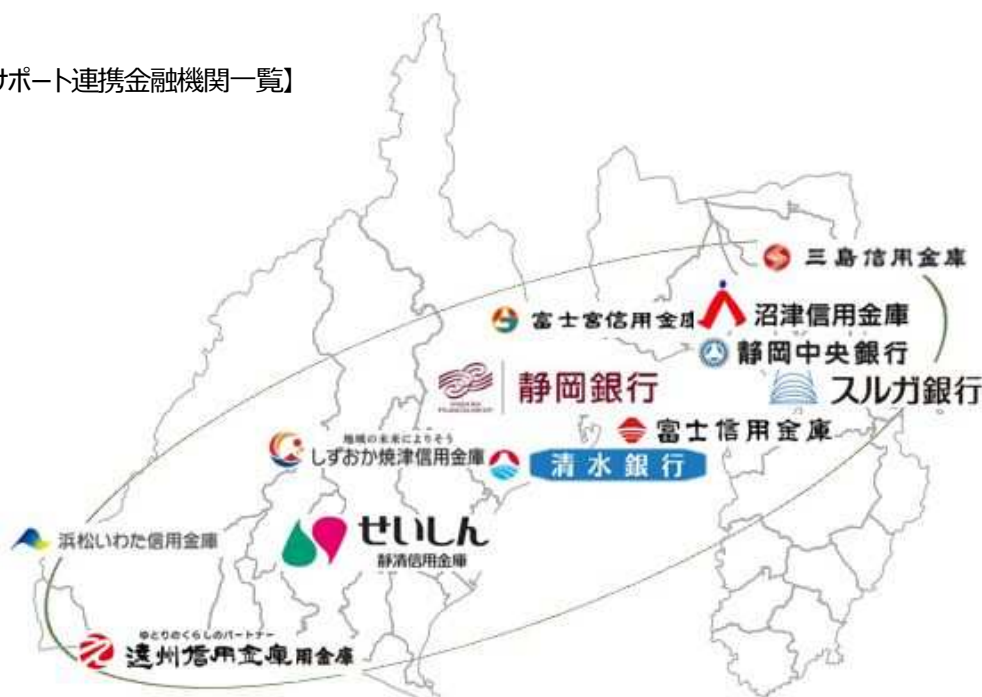 サポート連携金融機関一覧】
三島信用金庫
富士宮信用金庫
沼津信用金庫
静岡中央銀行
静岡銀行
スルガ銀行
富士信用金庫
地域の未来によりそう
しずおか焼津信用金庫
清水銀行
せいしん
静清信用金庫
浜松いわた信用金庫
ゆとりのくらしのパートナー
遠州信用金庫用金庫